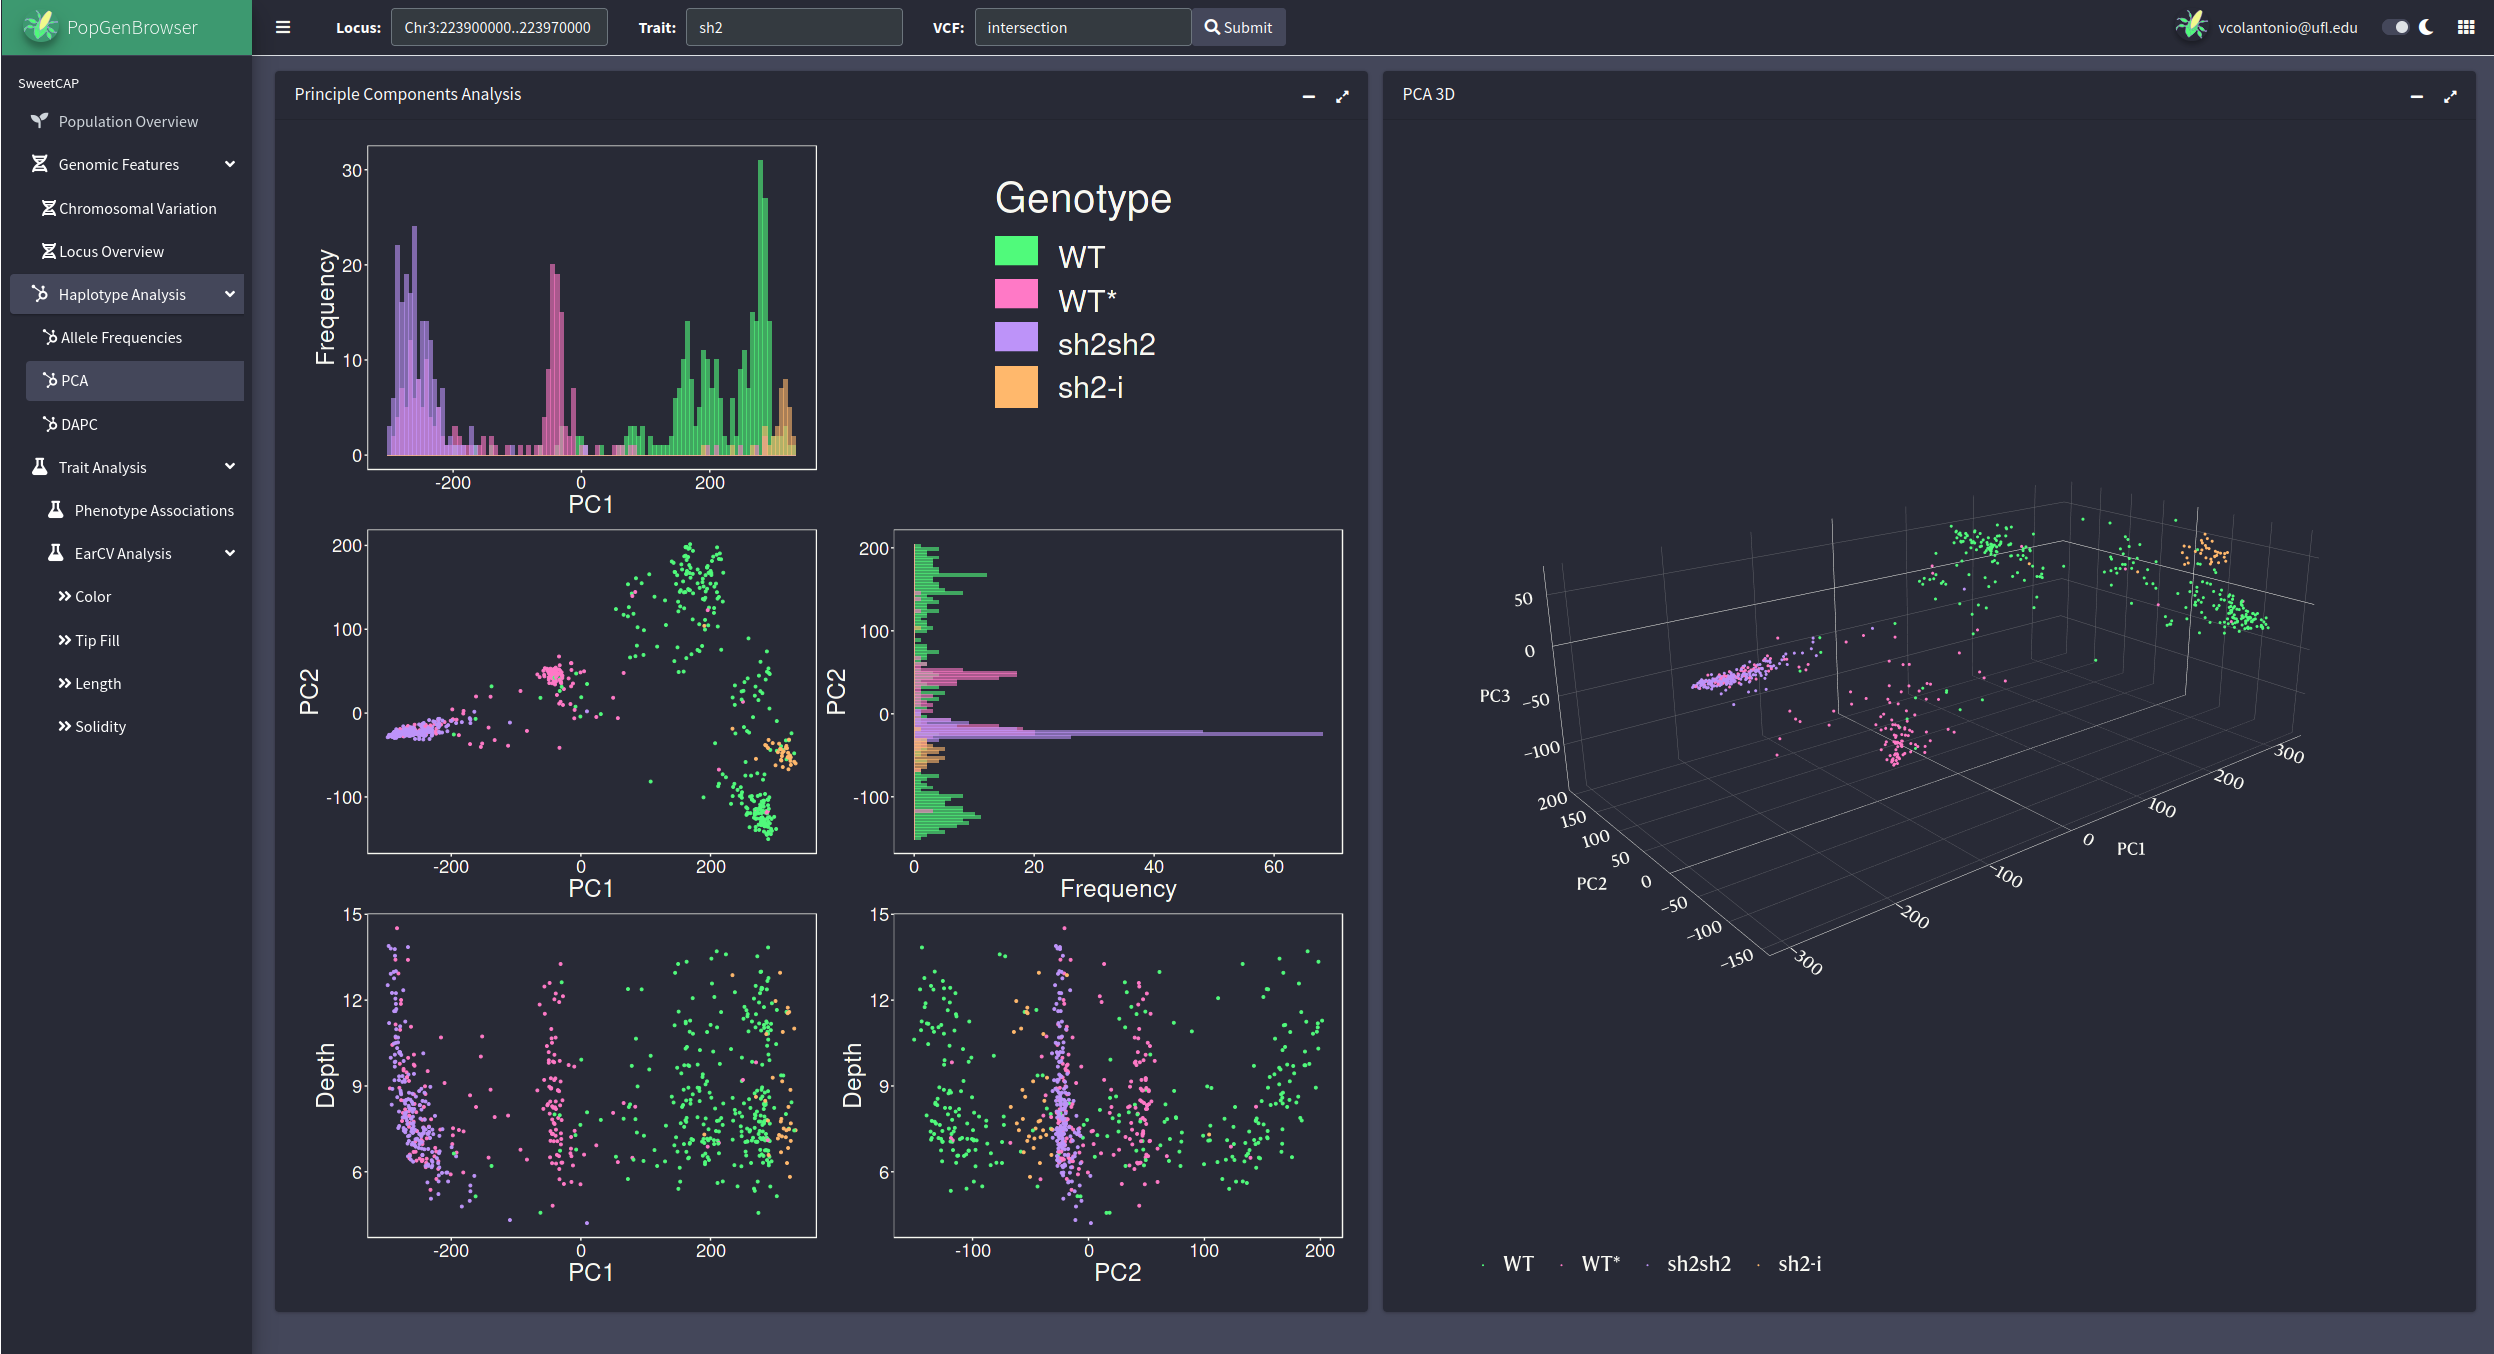 PopGenBrowser
Locus: Chr3:223900000..223970000 Trait: sh2 VCF: intersection Submit
vcolantonio@ufl.edu
SweetCAP
Population Overview
Genomic Features
Chromosomal Variation
Locus Overview
Haplotype Analysis
Allele Frequencies
PCA
DAPC
Trait Analysis
Phenotype Associations
EarCV Analysis
Color
Tip Fill
Length
Solidity
Principle Components Analysis
30
20
10
0
Frequency
-200 0 200
PC1
Genotype
WT
WT*
sh2sh2
sh2-i
200
100
0
-100
PC2
-200 0 200
PC1
200
100
0
-100
PC2
0 20 40 60
Frequency
15
12
9
6
Depth
-200 0 200
PC1
15
12
9
6
Depth
-100 0 100 200
PC2
PCA 3D
50
0
−50
−100
PC3
200
150
100
50
0
−50
−100
−150
PC2
300
200
100
0
−100
−200
−300
PC1
WT WT* sh2sh2 sh2-i